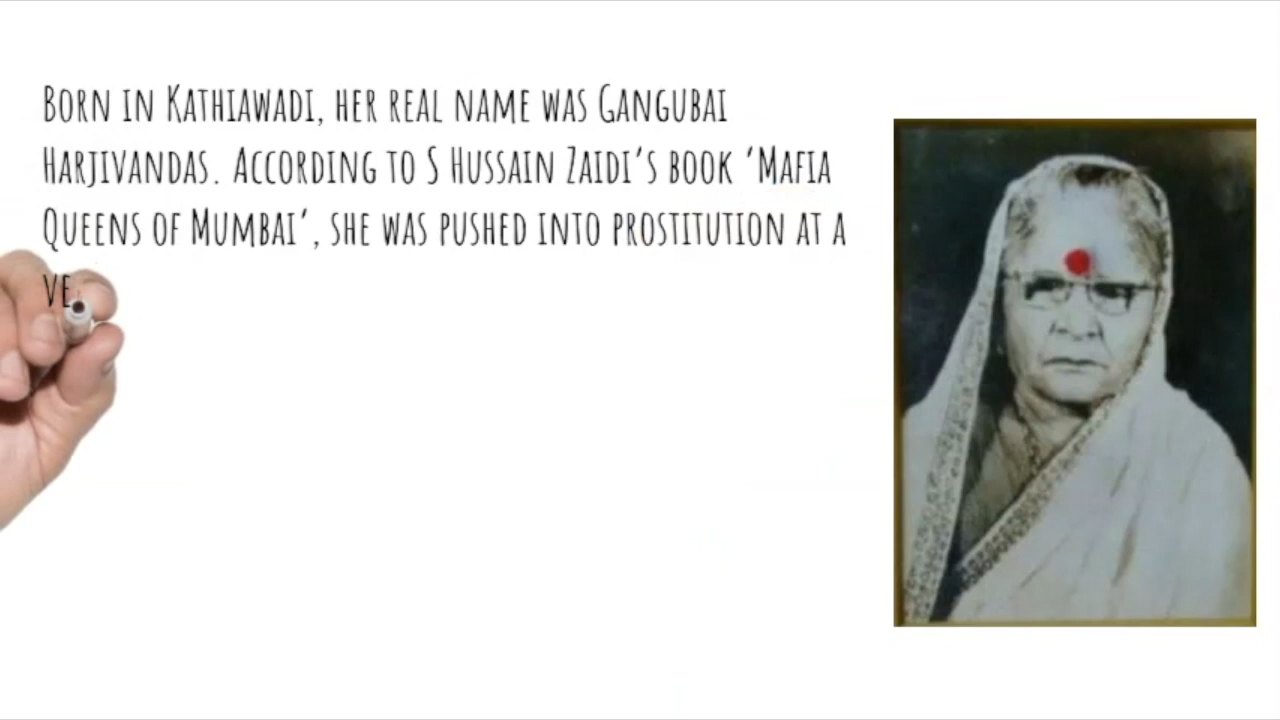 Born in Kathiawadi, her real name was Gangubai
Harjivandas. According to S Hussain Zaidi’s book ‘Mafia
Queens of Mumbai’, she was pushed into prostitution at a
ve